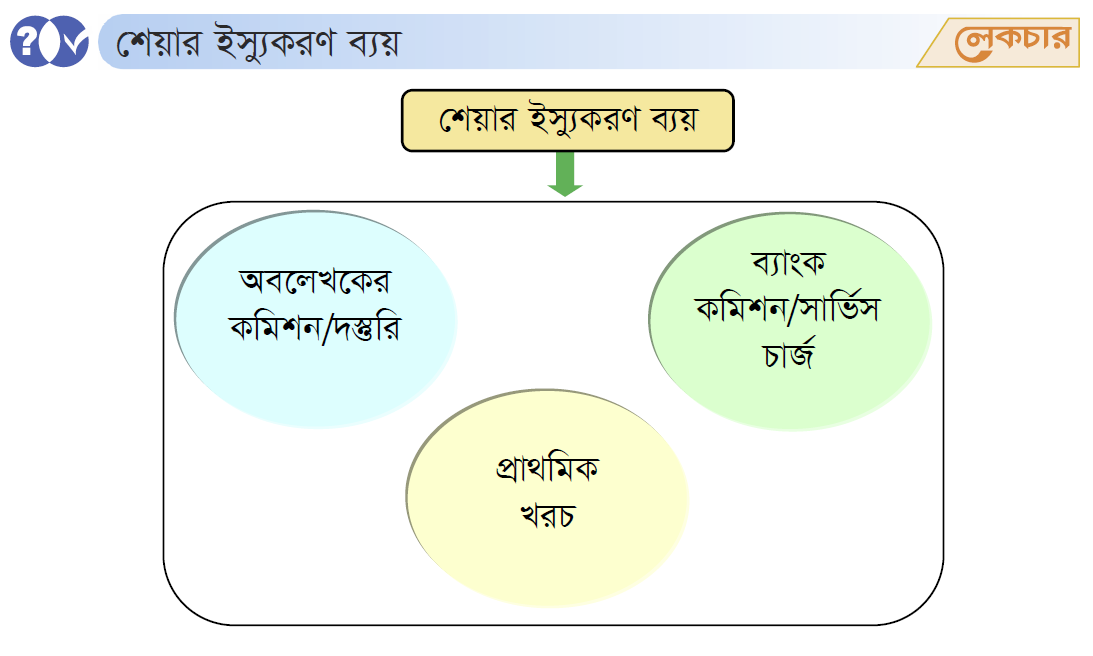 শেয়ার ইস্যুকরণ ব্যয়
লেকচার
শেয়ার ইস্যুকরণ ব্যয়
অবলেখকের
কমিশন/দস্তুরি
ব্যাংক
কমিশন/সার্ভিস
চার্জ
প্রাথমিক
খরচ